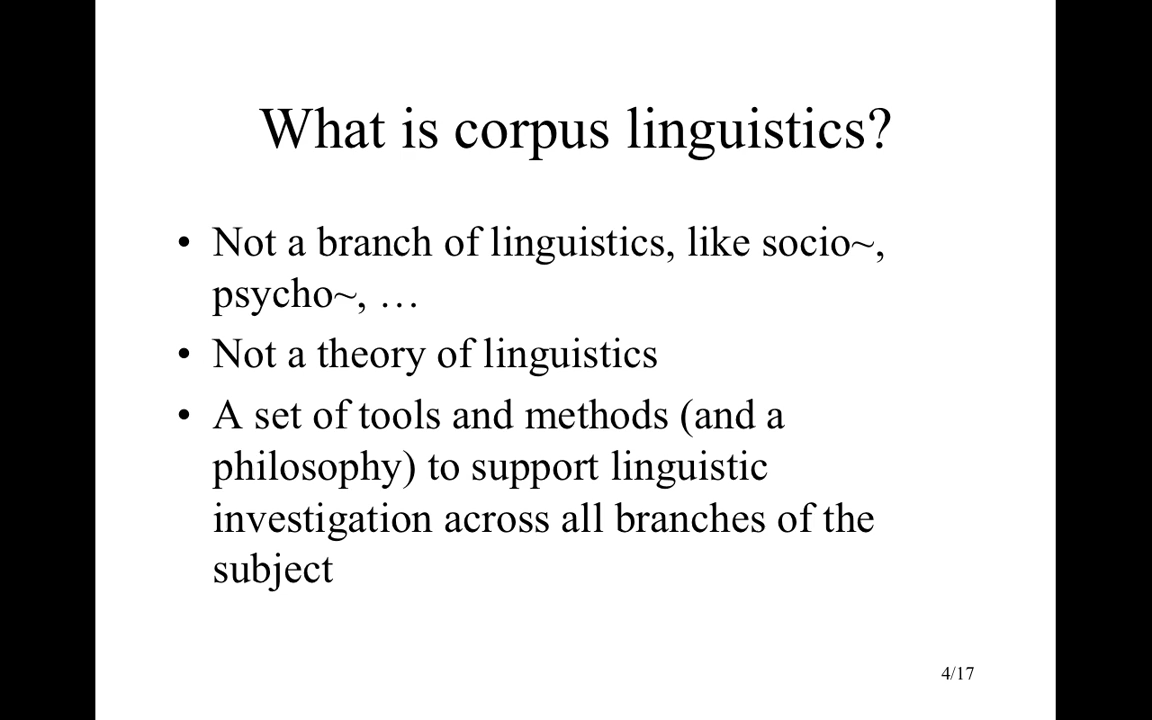 What is corpus linguistics?
• Not a branch of linguistics, like socio~,
psycho~, …
• Not a theory of linguistics
• A set of tools and methods (and a
philosophy) to support linguistic
investigation across all branches of the
subject
4/17